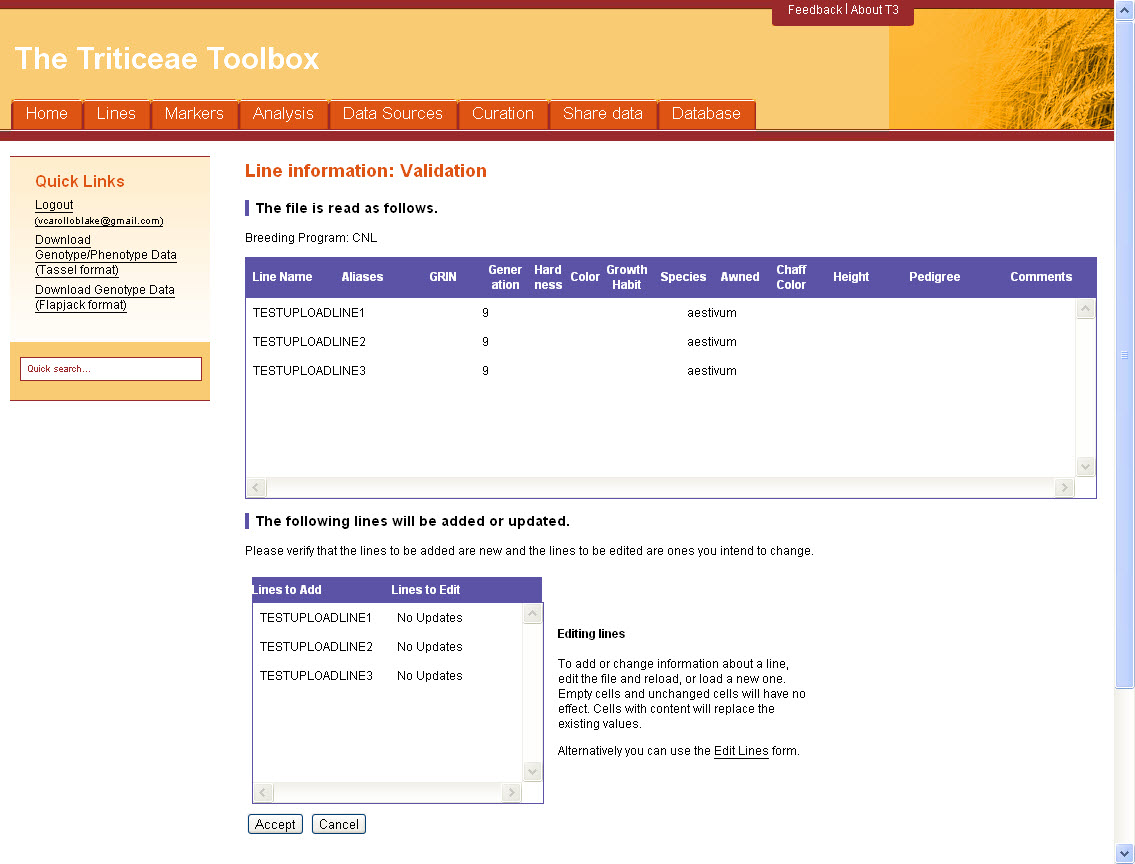 Feedback | About T3
The Triticeae Toolbox
Home Lines Markers Analysis Data Sources Curation Share data Database
Quick Links
Logout
(vcarolloblake@gmail.com)
Download
Genotype/Phenotype Data
(Tassel format)
Download Genotype Data
(Flapjack format)
Quick search...
Line information: Validation
The file is read as follows.
Breeding Program: CNL
Line Name Aliases GRIN Gener ation Hard ness Color Growth Habit Species Awned Chaff Color Height Pedigree Comments
TESTUPLOADLINE1 9 aestivum
TESTUPLOADLINE2 9 aestivum
TESTUPLOADLINE3 9 aestivum
The following lines will be added or updated.
Please verify that the lines to be added are new and the lines to be edited are ones you intend to change.
Lines to Add Lines to Edit
TESTUPLOADLINE1 No Updates
TESTUPLOADLINE2 No Updates
TESTUPLOADLINE3 No Updates
Editing lines
To add or change information about a line,
edit the file and reload, or load a new one.
Empty cells and unchanged cells will have no
effect. Cells with content will replace the
existing values.
Alternatively you can use the Edit Lines form.
Accept Cancel